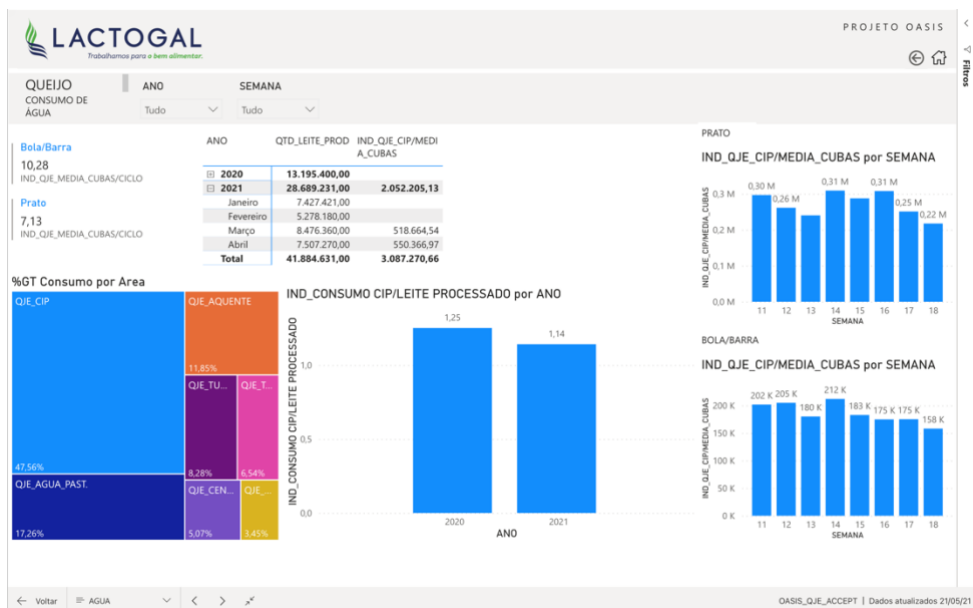 LACTOGAL
Trabalhamos para o bem alimentar.
PROJETO OASIS
Filtros
QUEIJO
CONSUMO DE
ÁGUA
ANO
Tudo
SEMANA
Tudo
Bola/Barra
10,28
IND_QJE_MEDIA_CUBAS/CICLO
Prato
7,13
IND_QJE_MEDIA_CUBAS/CICLO
ANO QTD_LEITE_PROD IND_QJE_CIP/MEDI
A_CUBAS
2020 13.195.400,00
2021 28.689.231,00 2.052.205,13
Janeiro 7.427.421,00
Fevereiro 5.278.180,00
Março 8.476.360,00 518.664,54
Abril 7.507.270,00 550.366,97
Total 41.884.631,00 3.087.270,66
%GT Consumo por Area
QJE_CIP
47,56%
QJE_AGUA_PAST.
17,26%
QJE_AQUENTE
11,85%
QJE_TU...
8,28%
QJE_T...
6,54%
QJE_CEN...
5,07%
QJE_...
3,45%
IND_CONSUMO CIP/LEITE PROCESSADO por ANO
IND_CONSUMO CIP/LEITE PROCESSADO
1,0
0,5
0,0
1,25
1,14
2020 2021
ANO
PRATO
IND_QJE_CIP/MEDIA_CUBAS por SEMANA
IND_QJE_CIP/MEDIA_CUBAS
0,3 M
0,2 M
0,1 M
0,0 M
0,30 M 0,26 M 0,31 M 0,31 M 0,25 M 0,22 M
11 12 13 14 15 16 17 18
SEMANA
BOLA/BARRA
IND_QJE_CIP/MEDIA_CUBAS por SEMANA
IND_QJE_CIP/MEDIA_CUBAS
200 K
150 K
100 K
50 K
0 K
202 K 205 K 180 K 212 K 183 K 175 K 175 K 158 K
11 12 13 14 15 16 17 18
SEMANA
Voltar
AGUA
OASIS_QJE_ACCEPT | Dados atualizados 21/05/21